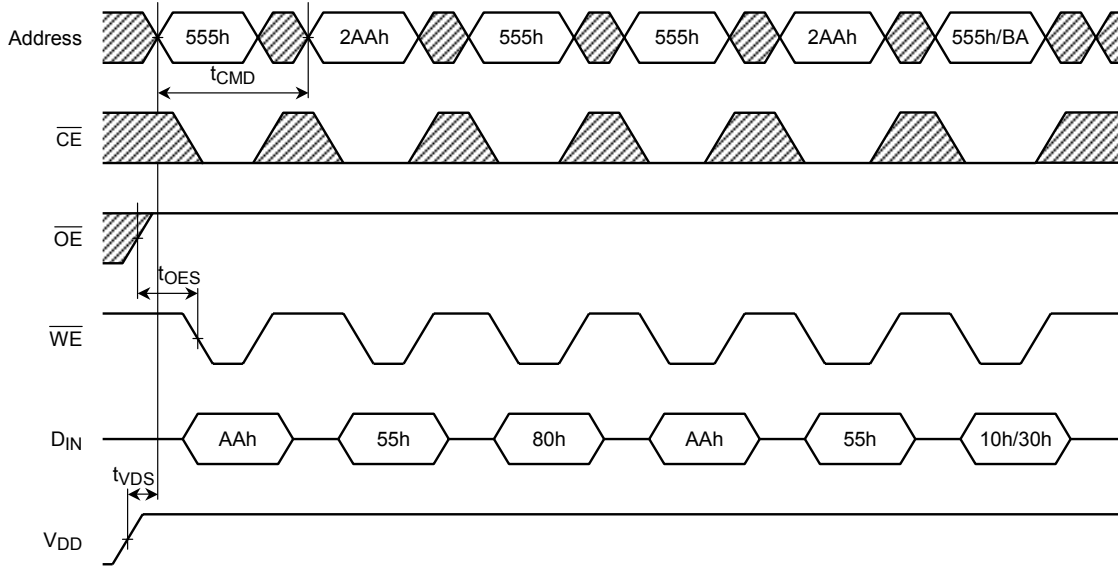 Address 555h 2AAh 555h 555h 2AAh 555h/BA
tCMD
CE
OE
tOES
WE
DIN AAh 55h 80h AAh 55h 10h/30h
tVDS
VDD